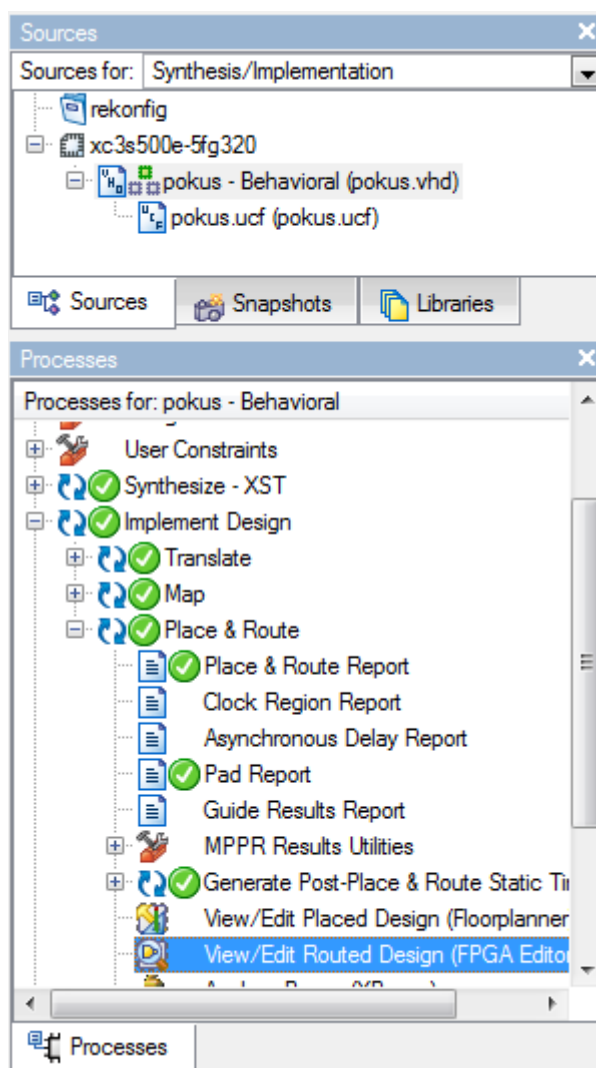 Sources
Sources for: Synthesis/Implementation
rekonfig
xc3s500e-5fg320
pokus - Behavioral (pokus.vhd)
pokus.ucf (pokus.ucf)
Sources Snapshots Libraries
Processes
Processes for: pokus - Behavioral
User Constraints
Synthesize - XST
Implement Design
Translate
Map
Place & Route
Place & Route Report
Clock Region Report
Asynchronous Delay Report
Pad Report
Guide Results Report
MPPR Results Utilities
Generate Post-Place & Route Static Ti
View/Edit Placed Design (Floorplanner
View/Edit Routed Design (FPGA Edito
Processes